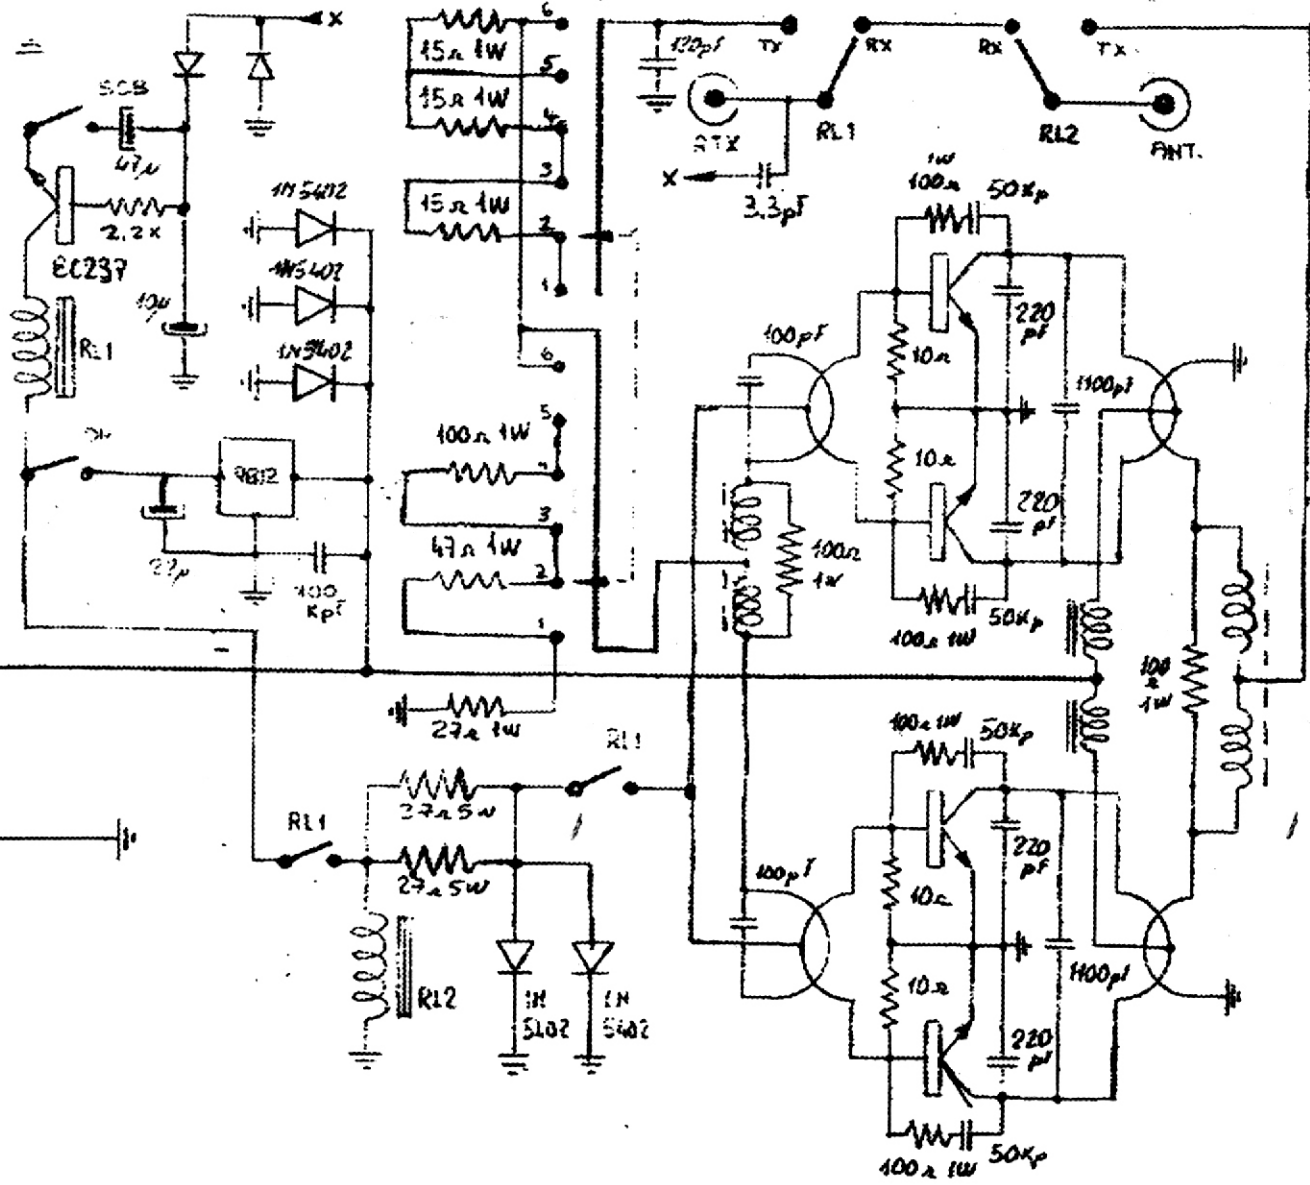 X
6
15Ω 1W
5
15Ω 1W
4
3
15Ω 1W
2
1
120pF
TX
RX
RX
TX
RTX
RL1
RL2
ANT.
X
3,3pF
SCB
47µ
2.2K
BC237
10µ
RL1
1N5402
1N5402
1N5402
ON
7812
22µ
100
KpF
6
5
100Ω 1W
4
3
47Ω 1W
2
1
27Ω 1W
RL1
RL1
27Ω 5W
27Ω 5W
RL2
1N
5402
1N
5402
100pF
100Ω
1W
100pF
1W
100Ω
50Kp
10Ω
220
pF
10Ω
220
pF
1100pF
100Ω 1W
50Kp
100
Ω
1W
100Ω 1W
50Kp
10Ω
220
pF
10Ω
220
pF
1100pF
100Ω 1W
50Kp